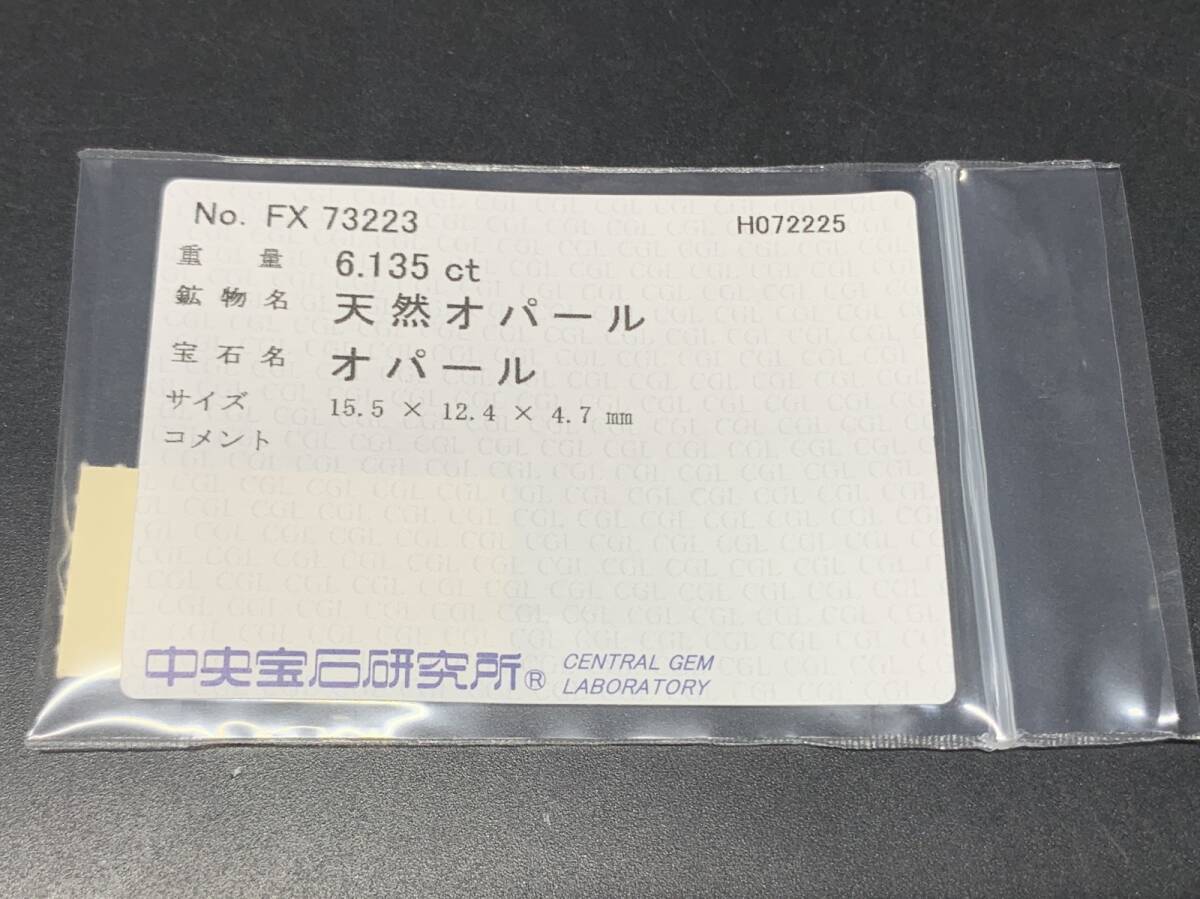 No. FX 73223 H072225
重量 6.135 ct
鉱物名 天然オパール
宝石名 オパール
サイズ 15.5 × 12.4 × 4.7 ㎜
コメント
中央宝石研究所® CENTRAL GEM
LABORATORY